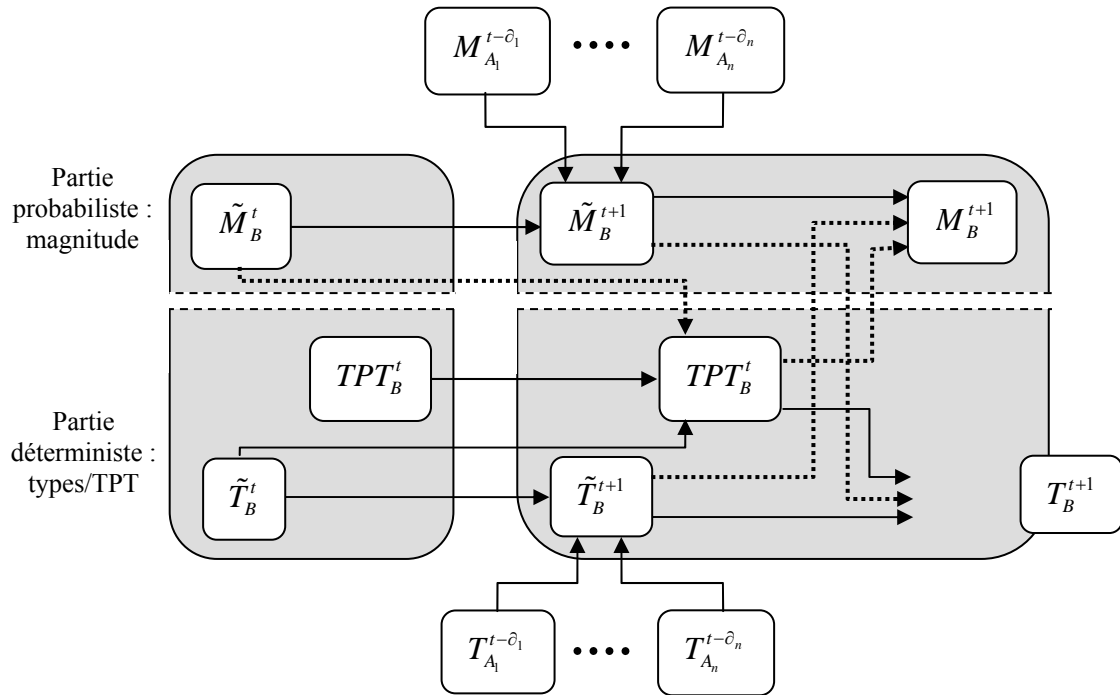 M_{A_1}^{t-∂_1} •••• M_{A_n}^{t-∂_n}
Partie
probabiliste :
magnitude
M̃_B^t
M̃_B^{t+1}
M_B^{t+1}
TPT_B^t
TPT_B^t
Partie
déterministe :
types/TPT
T̃_B^t
T̃_B^{t+1}
T_B^{t+1}
T_{A_1}^{t-∂_1} •••• T_{A_n}^{t-∂_n}